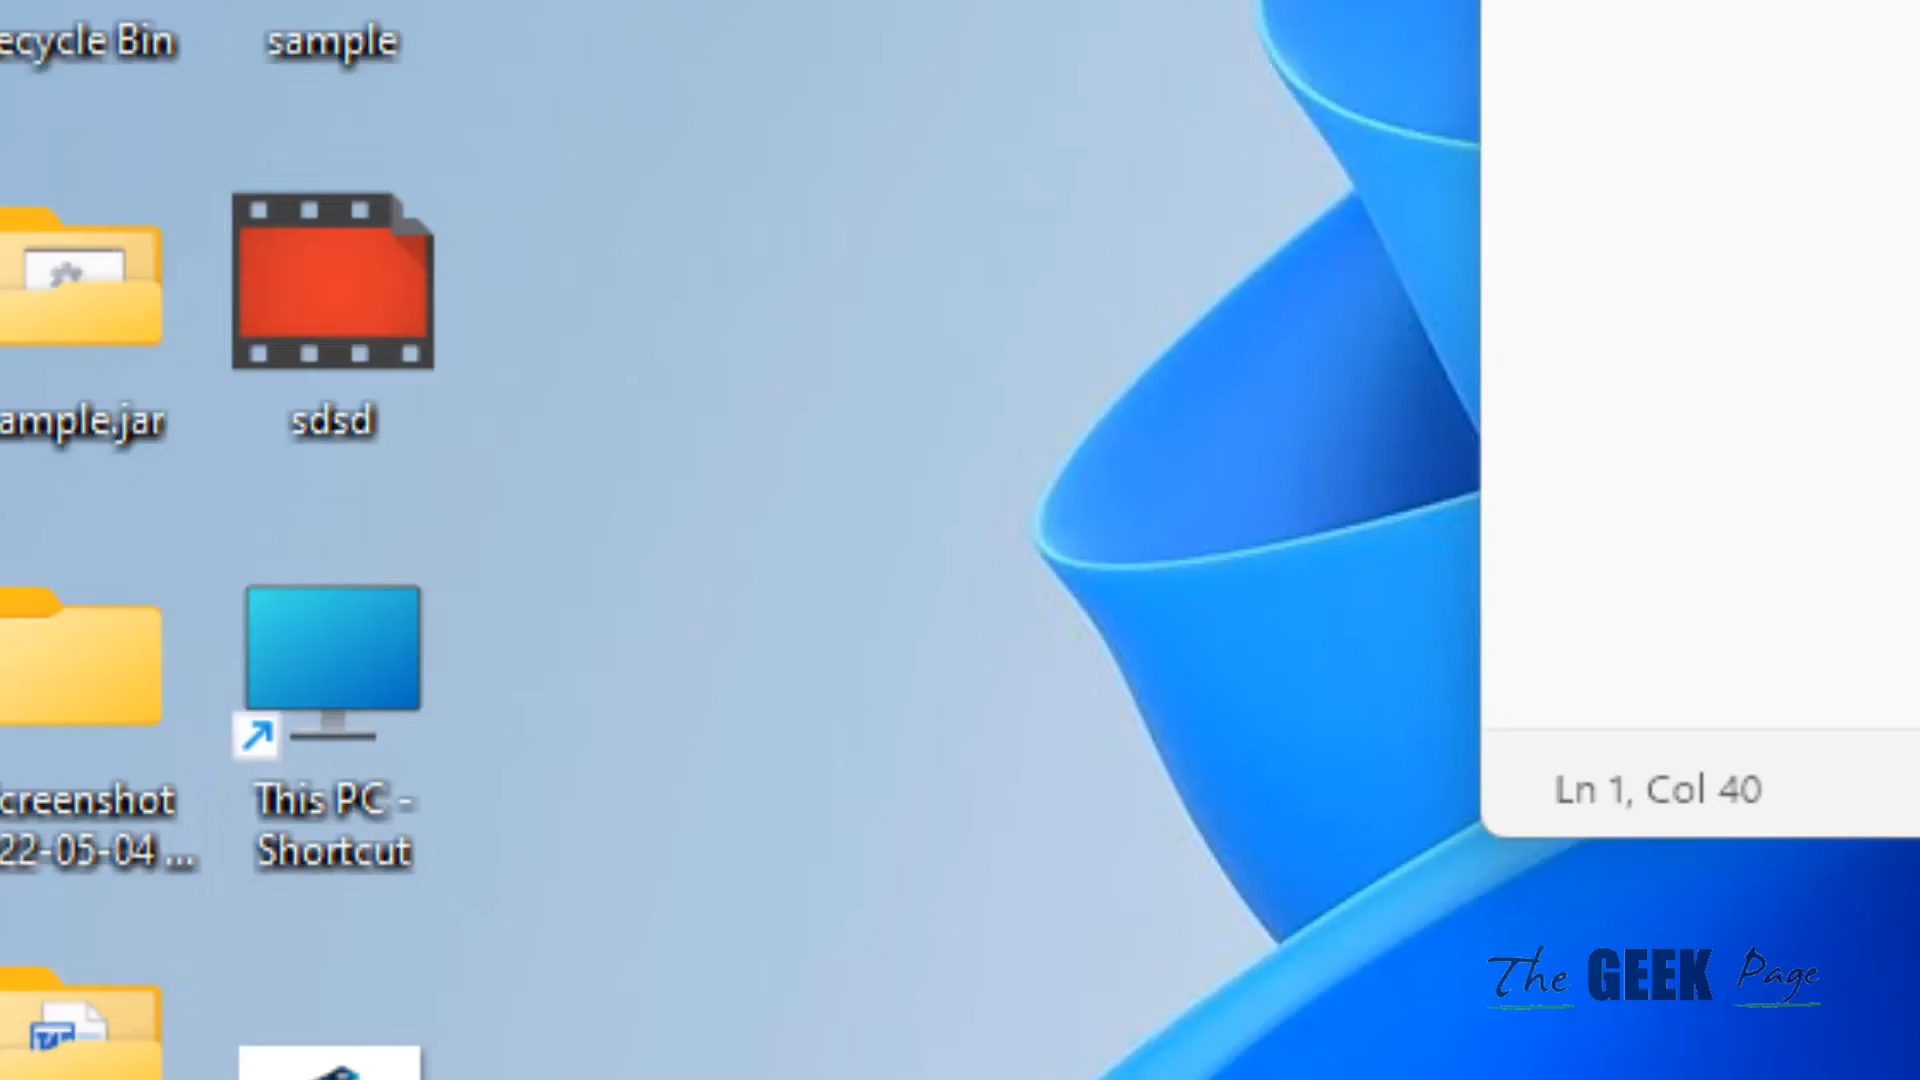 ecycle Bin
sample
ample.jar
sdsd
creenshot
22-05-04 ...
This PC -
Shortcut
Ln 1, Col 40
The GEEK Page